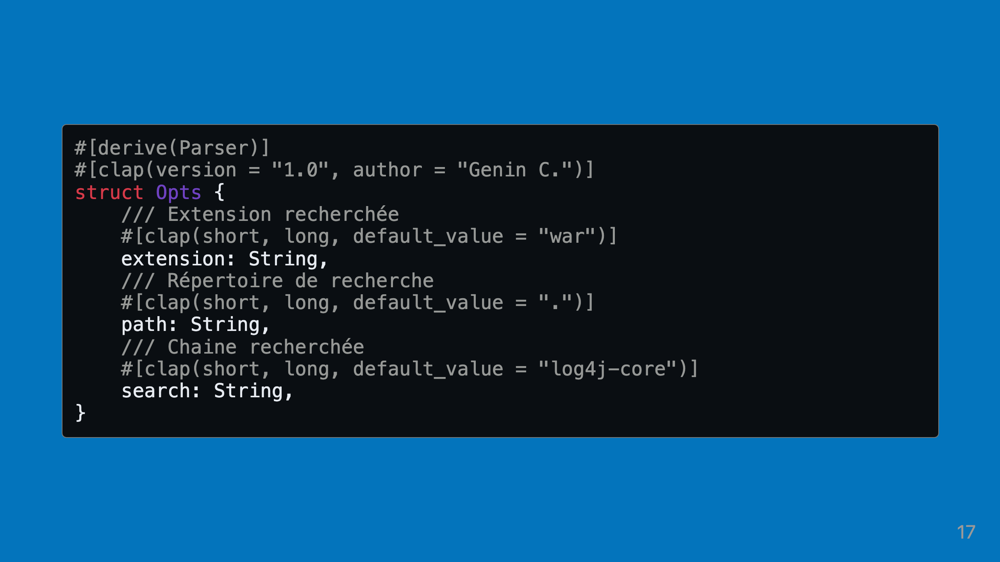 #[derive(Parser)]
#[clap(version = "1.0", author = "Genin C.")]
struct Opts {
    /// Extension recherchée
    #[clap(short, long, default_value = "war")]
    extension: String,
    /// Répertoire de recherche
    #[clap(short, long, default_value = ".")]
    path: String,
    /// Chaine recherchée
    #[clap(short, long, default_value = "log4j-core")]
    search: String,
}
17